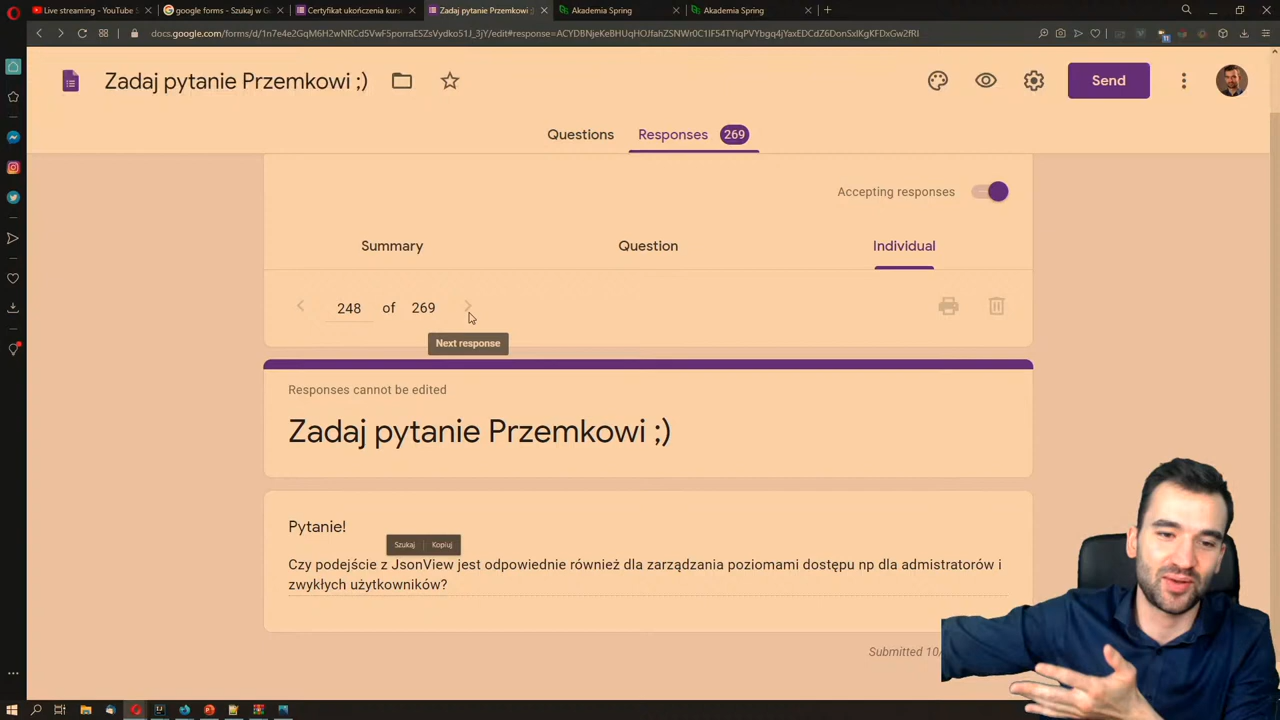 Live streaming - YouTube S
google forms - Szukaj w G
Certyfikat ukończenia kurs
Zadaj pytanie Przemkowi ;)
Akademia Spring
Akademia Spring
Zadaj pytanie Przemkowi ;)
Send
Questions
Responses
269
Accepting responses
Summary
Question
Individual
248 of 269
Next response
Responses cannot be edited
Zadaj pytanie Przemkowi ;)
Pytanie!
Szukaj
Kopiuj
Czy podejście z JsonView jest odpowiednie również dla zarządzania poziomami dostępu np dla admistratorów i
zwykłych użytkowników?
Submitted 10/